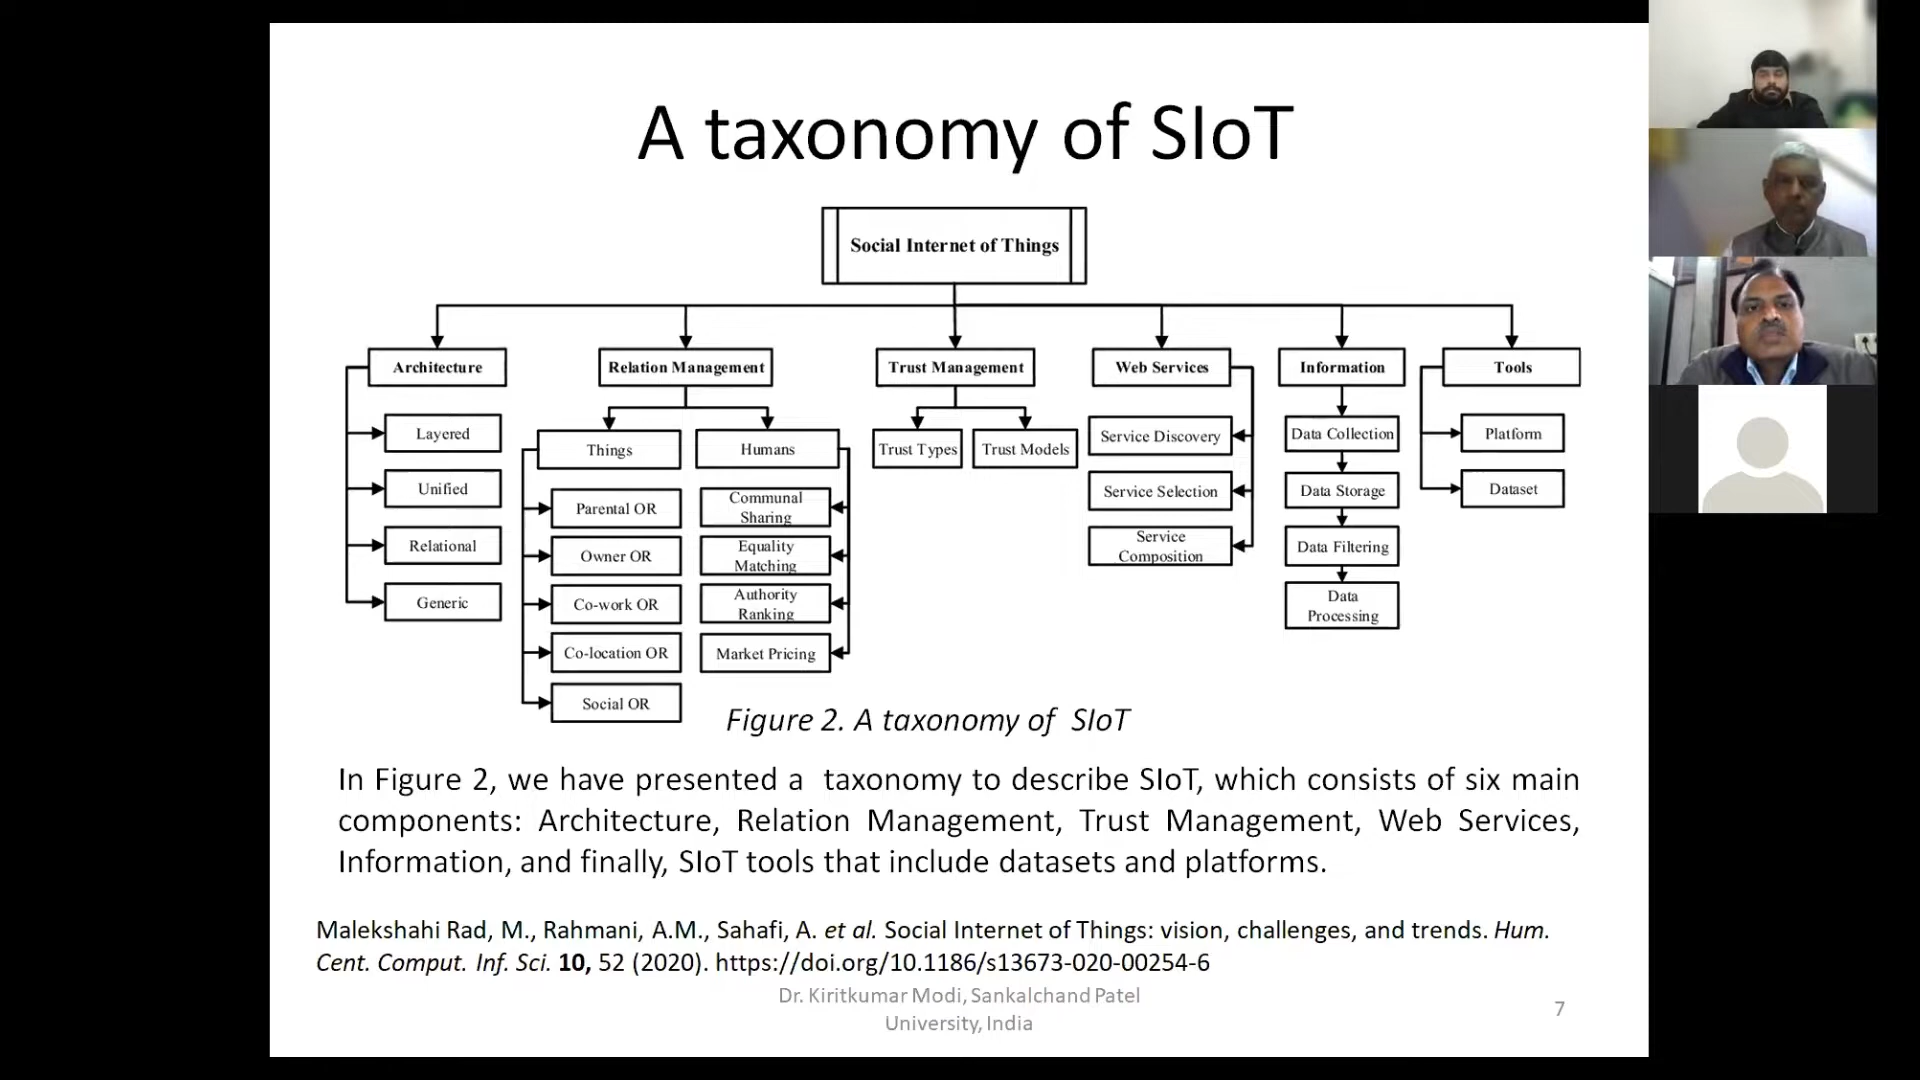 A taxonomy of SIoT
Social Internet of Things
Architecture
Relation Management
Trust Management
Web Services
Information
Tools
Layered
Unified
Relational
Generic
Things
Humans
Parental OR
Owner OR
Co-work OR
Co-location OR
Social OR
Communal
Sharing
Equality
Matching
Authority
Ranking
Market Pricing
Trust Types
Trust Models
Service Discovery
Service Selection
Service
Composition
Data Collection
Data Storage
Data Filtering
Data
Processing
Platform
Dataset
Figure 2. A taxonomy of SIoT
In Figure 2, we have presented a taxonomy to describe SIoT, which consists of six main
components: Architecture, Relation Management, Trust Management, Web Services,
Information, and finally, SIoT tools that include datasets and platforms.
Malekshahi Rad, M., Rahmani, A.M., Sahafi, A. et al. Social Internet of Things: vision, challenges, and trends. Hum.
Cent. Comput. Inf. Sci. 10, 52 (2020). https://doi.org/10.1186/s13673-020-00254-6
Dr. Kiritkumar Modi, Sankalchand Patel
University, India
7